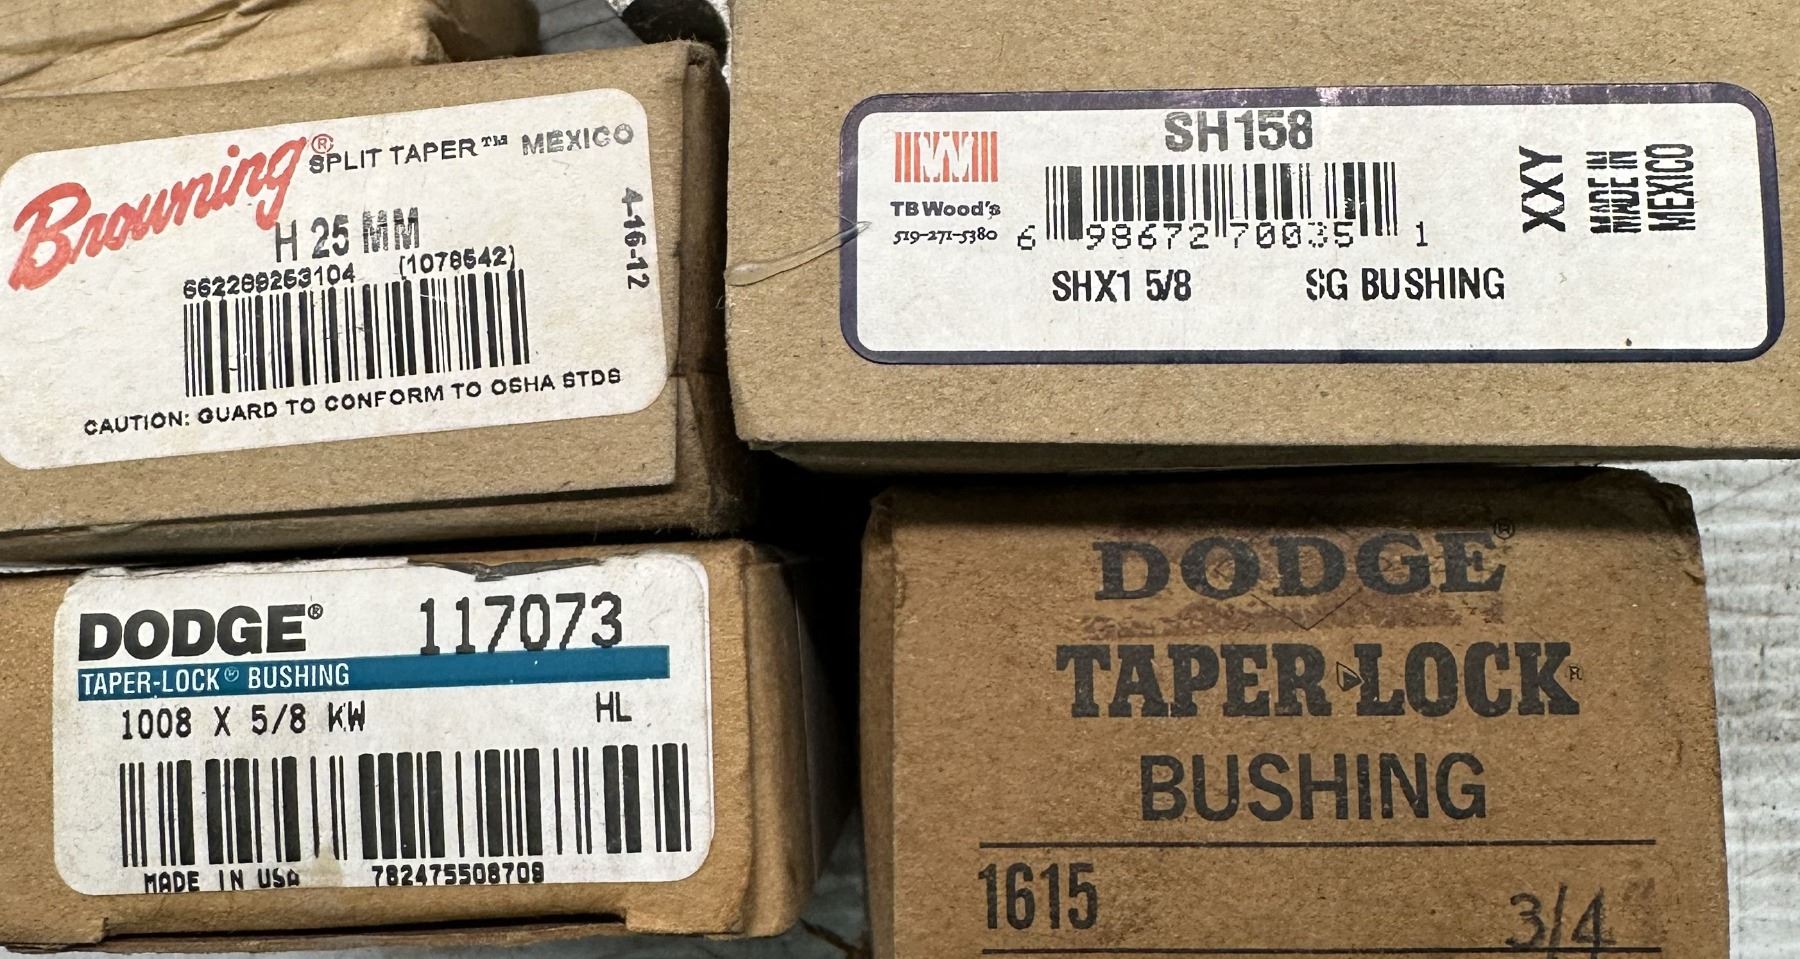 Browning® SPLIT TAPER™ MEXICO
H 25 MM
662289253104 (1078542)
4-16-12
CAUTION: GUARD TO CONFORM TO OSHA STDS
SH158
TB Wood's
519-271-5380
6 98672 70035 1
SHX1 5/8 SG BUSHING
XXY
MADE IN
MEXICO
DODGE® 117073
TAPER-LOCK® BUSHING
1008 X 5/8 KW HL
MADE IN USA 782475508709
DODGE®
TAPER-LOCK®
BUSHING
1615 3/4"